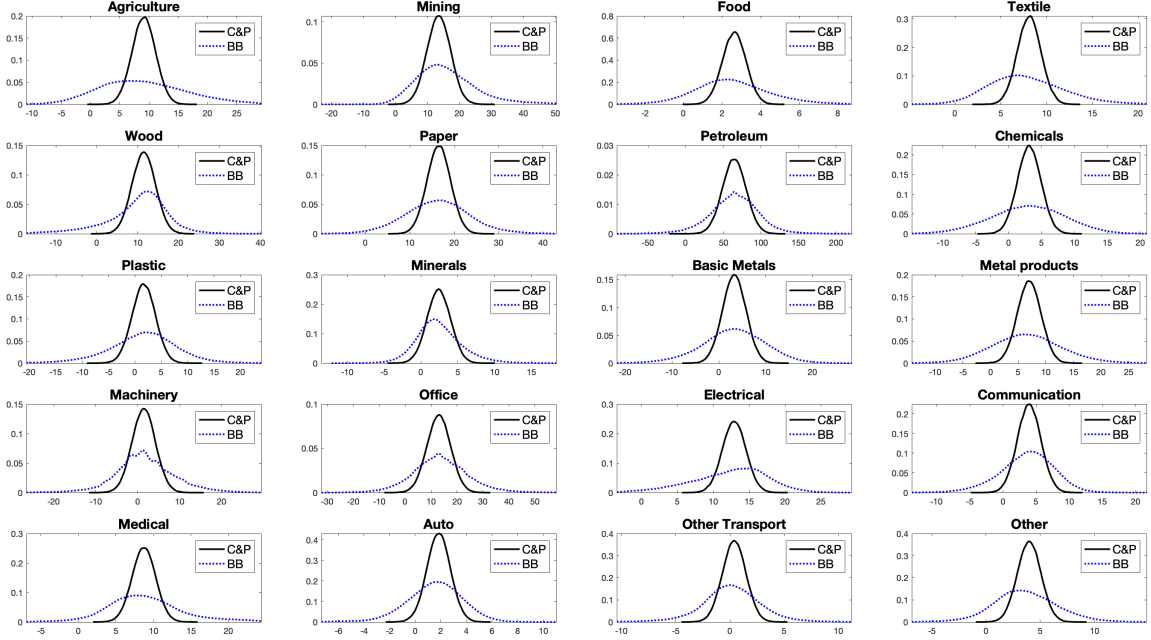 Agriculture
0.2
0.15
0.1
0.05
0
-10 -5 0 5 10 15 20 25
C&P
BB
Mining
0.1
0.05
0
-20 -10 0 10 20 30 40 50
C&P
BB
Food
0.8
0.6
0.4
0.2
0
-2 0 2 4 6 8
C&P
BB
Textile
0.3
0.2
0.1
0
0 5 10 15 20
C&P
BB
Wood
0.15
0.1
0.05
0
-10 0 10 20 30 40
C&P
BB
Paper
0.15
0.1
0.05
0
0 10 20 30 40
C&P
BB
Petroleum
0.03
0.02
0.01
0
-50 0 50 100 150 200
C&P
BB
Chemicals
0.2
0.15
0.1
0.05
0
-10 -5 0 5 10 15 20
C&P
BB
Plastic
0.2
0.15
0.1
0.05
0
-20 -15 -10 -5 0 5 10 15 20
C&P
BB
Minerals
0.3
0.2
0.1
0
-10 -5 0 5 10 15
C&P
BB
Basic Metals
0.15
0.1
0.05
0
-20 -10 0 10 20
C&P
BB
Metal products
0.2
0.15
0.1
0.05
0
-10 -5 0 5 10 15 20 25
C&P
BB
Machinery
0.15
0.1
0.05
0
-20 -10 0 10 20
C&P
BB
Office
0.1
0.05
0
-30 -20 -10 0 10 20 30 40 50
C&P
BB
Electrical
0.3
0.2
0.1
0
0 5 10 15 20 25
C&P
BB
Communication
0.2
0.15
0.1
0.05
0
-10 -5 0 5 10 15 20
C&P
BB
Medical
0.3
0.2
0.1
0
-5 0 5 10 15 20
C&P
BB
Auto
0.4
0.3
0.2
0.1
0
-6 -4 -2 0 2 4 6 8 10
C&P
BB
Other Transport
0.4
0.3
0.2
0.1
0
-10 -5 0 5 10
C&P
BB
Other
0.4
0.3
0.2
0.1
0
-5 0 5 10
C&P
BB